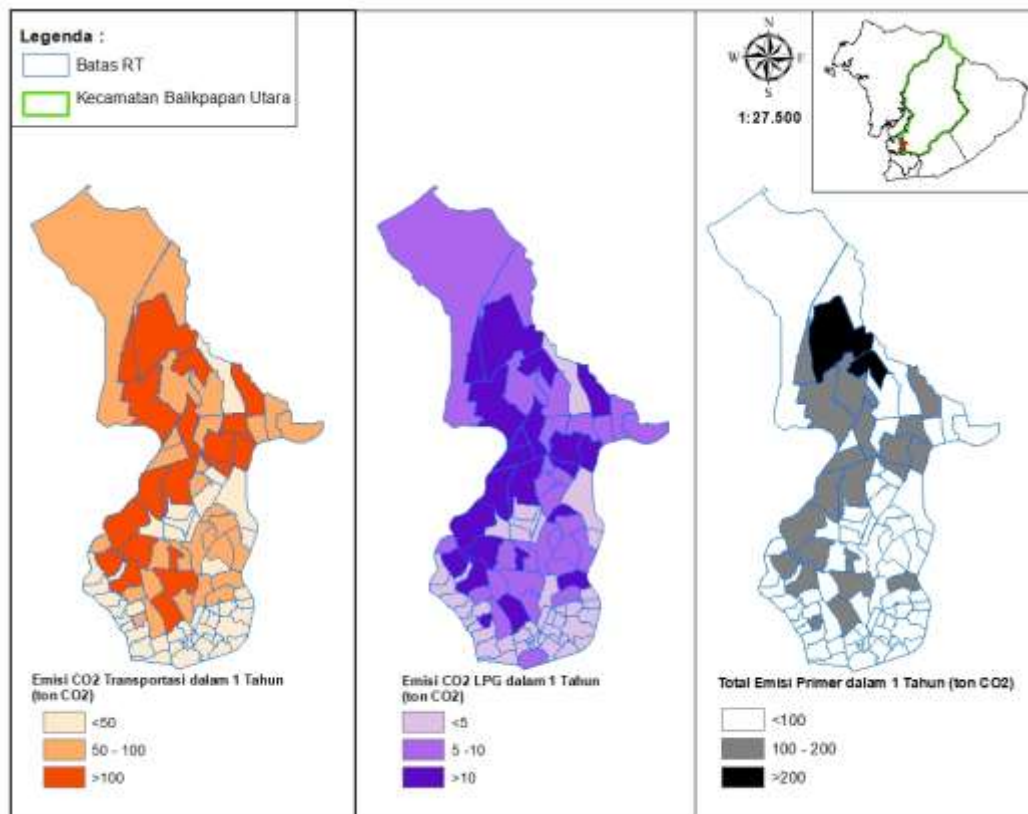 Legenda :
Batas RT
Kecamatan Balikpapan Utara
N
W E
S
1:27.500
Emisi CO2 Transportasi dalam 1 Tahun
(ton CO2)
<50
50 - 100
>100
Emisi CO2 LPG dalam 1 Tahun
(ton CO2)
<5
5 -10
>10
Total Emisi Primer dalam 1 Tahun (ton CO2)
<100
100 - 200
>200